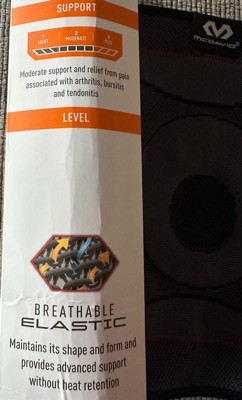 SUPPORT
1 2 3
LIGHT MODERATE MAX
Moderate support and relief from pain
associated with arthritis, bursitis
and tendonitis
LEVEL
BREATHABLE
ELASTIC
Maintains its shape and form and
provides advanced support
without heat retention
MCDAVID